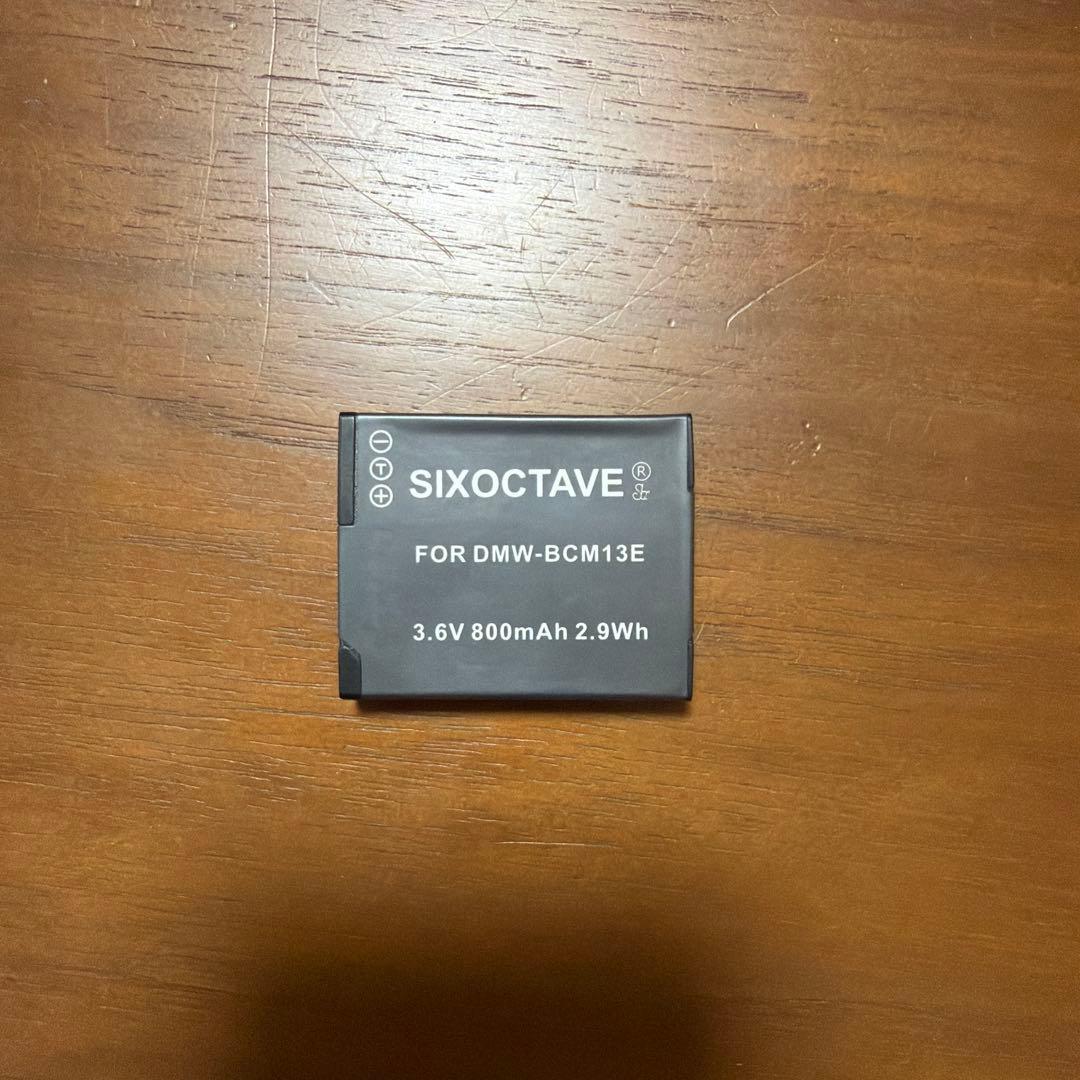 SIXOCTAVE ®
FOR DMW-BCM13E
3.6V 800mAh 2.9Wh
⊖
Ⓣ
⊕